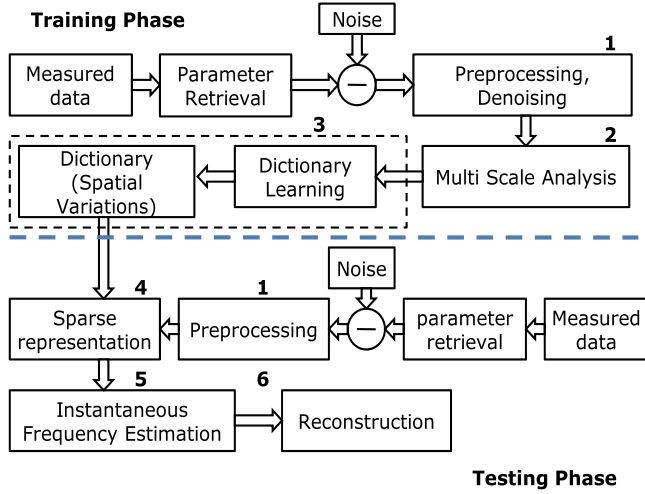 Training Phase
Noise
1
Measured
data
Parameter
Retrieval
Preprocessing,
Denoising
3
2
Dictionary
(Spatial
Variations)
Dictionary
Learning
Multi Scale Analysis
Noise
4
1
Sparse
representation
Preprocessing
parameter
retrieval
Measured
data
5
6
Instantaneous
Frequency Estimation
Reconstruction
Testing Phase